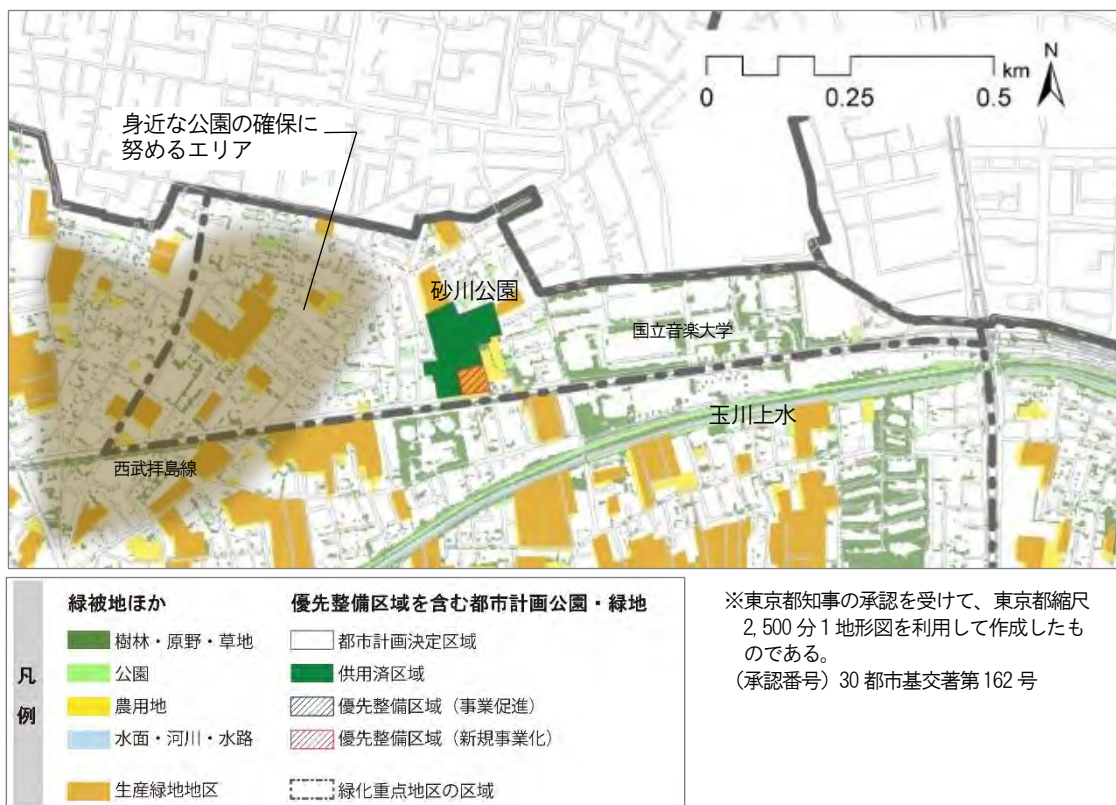 N
km
0
0.25
0.5
身近な公園の確保に
努めるエリア
砂川公園
国立音楽大学
玉川上水
西武拝島線
凡
例
緑被地ほか
樹林・原野・草地
公園
農用地
水面・河川・水路
生産緑地地区
優先整備区域を含む都市計画公園・緑地
都市計画決定区域
供用済区域
優先整備区域（事業促進）
優先整備区域（新規事業化）
緑化重点地区の区域
※東京都知事の承認を受けて、東京都縮尺
2,500分1地形図を利用して作成したも
のである。
（承認番号）30都市基交著第162号